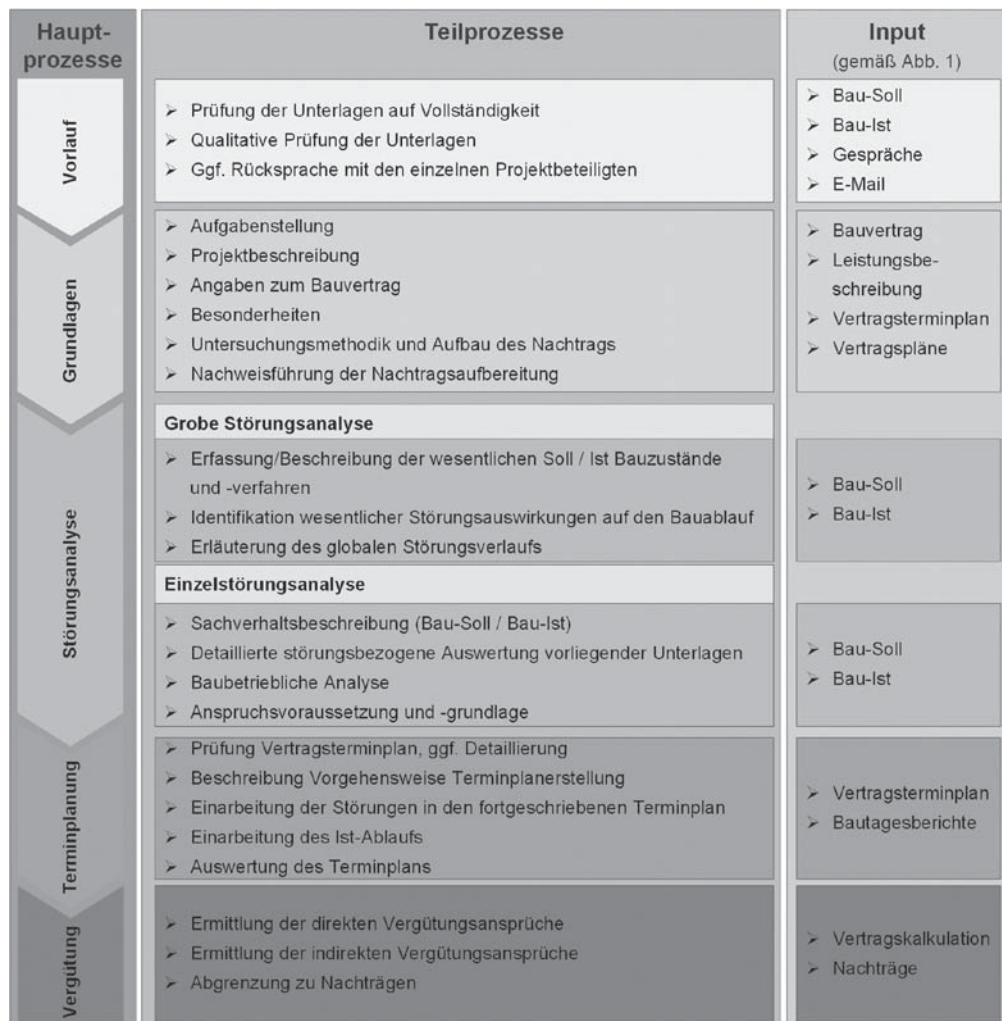 Haupt-
prozesse
Teilprozesse
Input
(gemäß Abb. 1)
Vorlauf
➢ Prüfung der Unterlagen auf Vollständigkeit
➢ Qualitative Prüfung der Unterlagen
➢ Ggf. Rücksprache mit den einzelnen Projektbeteiligten
➢ Bau-Soll
➢ Bau-Ist
➢ Gespräche
➢ E-Mail
Grundlagen
➢ Aufgabenstellung
➢ Projektbeschreibung
➢ Angaben zum Bauvertrag
➢ Besonderheiten
➢ Untersuchungsmethodik und Aufbau des Nachtrags
➢ Nachweisführung der Nachtragsaufbereitung
➢ Bauvertrag
➢ Leistungsbe-
schreibung
➢ Vertragsterminplan
➢ Vertragspläne
Störungsanalyse
Grobe Störungsanalyse
➢ Erfassung/Beschreibung der wesentlichen Soll / Ist Bauzustände
und -verfahren
➢ Identifikation wesentlicher Störungsauswirkungen auf den Bauablauf
➢ Erläuterung des globalen Störungsverlaufs
➢ Bau-Soll
➢ Bau-Ist
Einzelstörungsanalyse
➢ Sachverhaltsbeschreibung (Bau-Soll / Bau-Ist)
➢ Detaillierte störungsbezogene Auswertung vorliegender Unterlagen
➢ Baubetriebliche Analyse
➢ Anspruchsvoraussetzung und -grundlage
➢ Bau-Soll
➢ Bau-Ist
Terminplanung
➢ Prüfung Vertragsterminplan, ggf. Detaillierung
➢ Beschreibung Vorgehensweise Terminplanerstellung
➢ Einarbeitung der Störungen in den fortgeschriebenen Terminplan
➢ Einarbeitung des Ist-Ablaufs
➢ Auswertung des Terminplans
➢ Vertragsterminplan
➢ Bautagesberichte
Vergütung
➢ Ermittlung der direkten Vergütungsansprüche
➢ Ermittlung der indirekten Vergütungsansprüche
➢ Abgrenzung zu Nachträgen
➢ Vertragskalkulation
➢ Nachträge